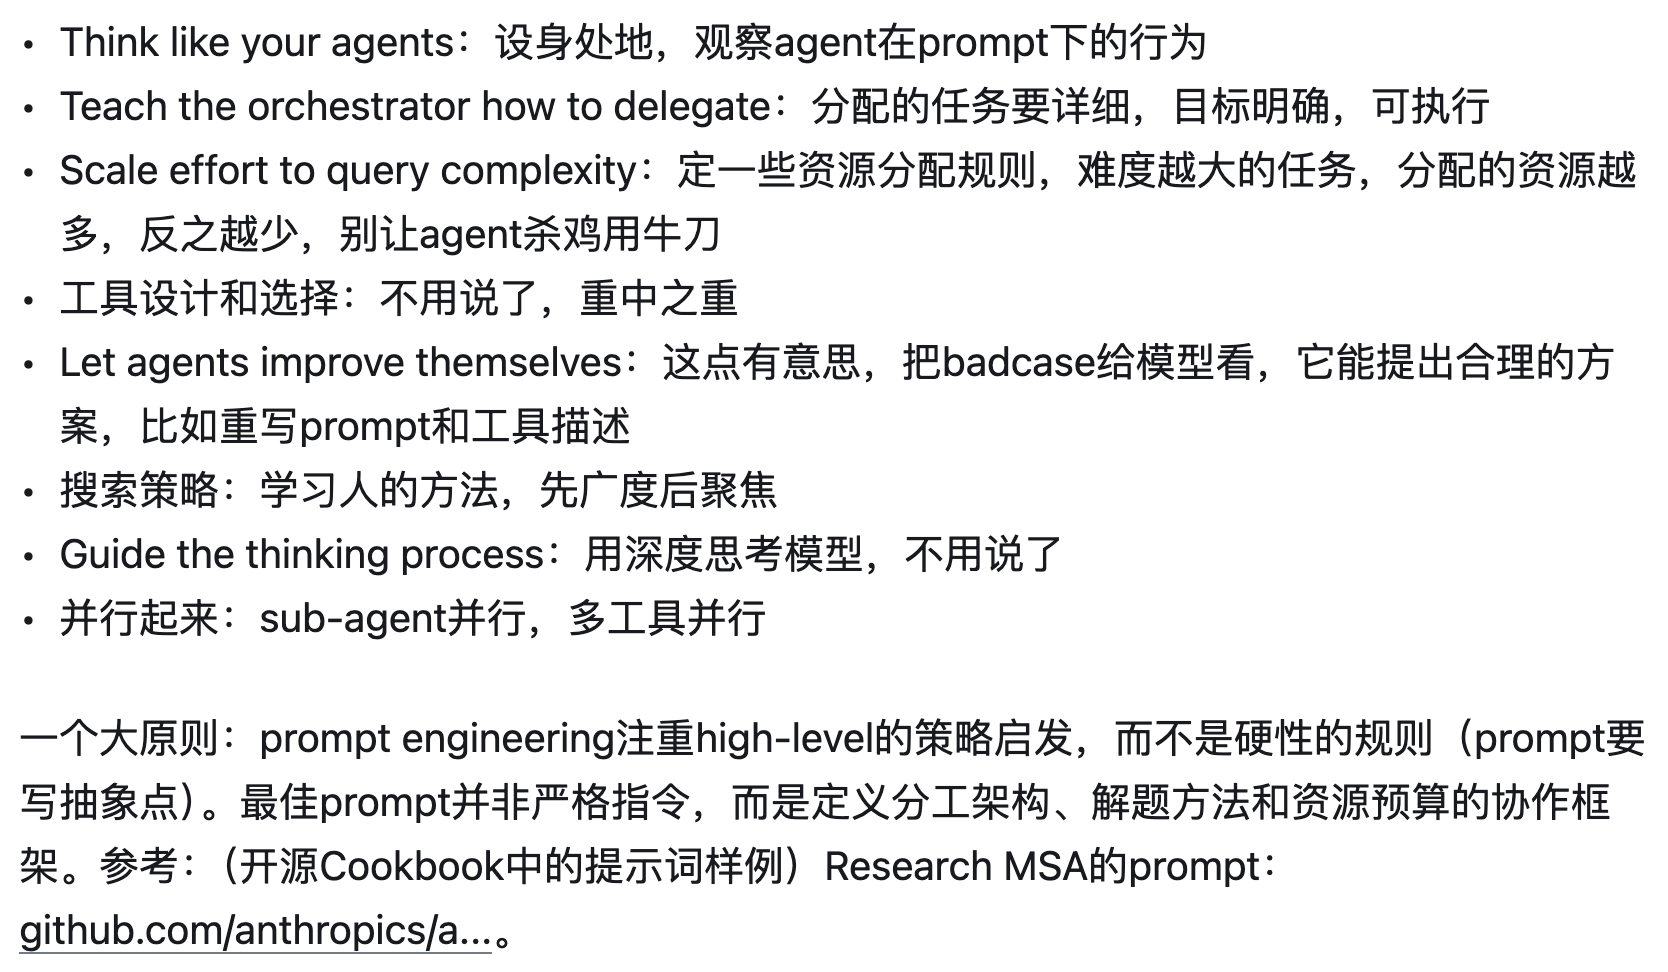 • Think like your agents：设身处地，观察agent在prompt下的行为
• Teach the orchestrator how to delegate：分配的任务要详细，目标明确，可执行
• Scale effort to query complexity：定一些资源分配规则，难度越大的任务，分配的资源越
多，反之越少，别让agent杀鸡用牛刀
• 工具设计和选择：不用说了，重中之重
• Let agents improve themselves：这点有意思，把badcase给模型看，它能提出合理的方
案，比如重写prompt和工具描述
• 搜索策略：学习人的方法，先广度后聚焦
• Guide the thinking process：用深度思考模型，不用说了
• 并行起来：sub-agent并行，多工具并行
一个大原则：prompt engineering注重high-level的策略启发，而不是硬性的规则（prompt要
写抽象点）。最佳prompt并非严格指令，而是定义分工架构、解题方法和资源预算的协作框
架。参考：（开源Cookbook中的提示词样例）Research MSA的prompt：
github.com/anthropics/a...。